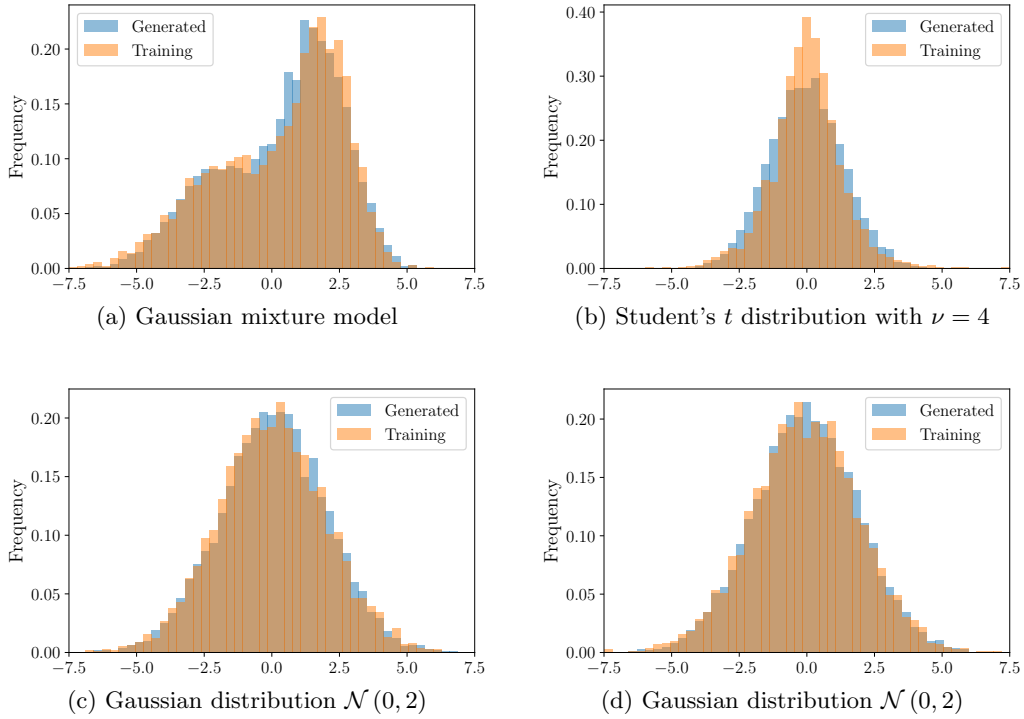 Generated
Training
Frequency
0.20
0.15
0.10
0.05
0.00
−7.5 −5.0 −2.5 0.0 2.5 5.0 7.5
(a) Gaussian mixture model
Generated
Training
Frequency
0.40
0.30
0.20
0.10
0.00
−7.5 −5.0 −2.5 0.0 2.5 5.0 7.5
(b) Student's t distribution with ν = 4
Generated
Training
Frequency
0.20
0.15
0.10
0.05
0.00
−7.5 −5.0 −2.5 0.0 2.5 5.0 7.5
(c) Gaussian distribution 𝒩(0, 2)
Generated
Training
Frequency
0.20
0.15
0.10
0.05
0.00
−7.5 −5.0 −2.5 0.0 2.5 5.0 7.5
(d) Gaussian distribution 𝒩(0, 2)